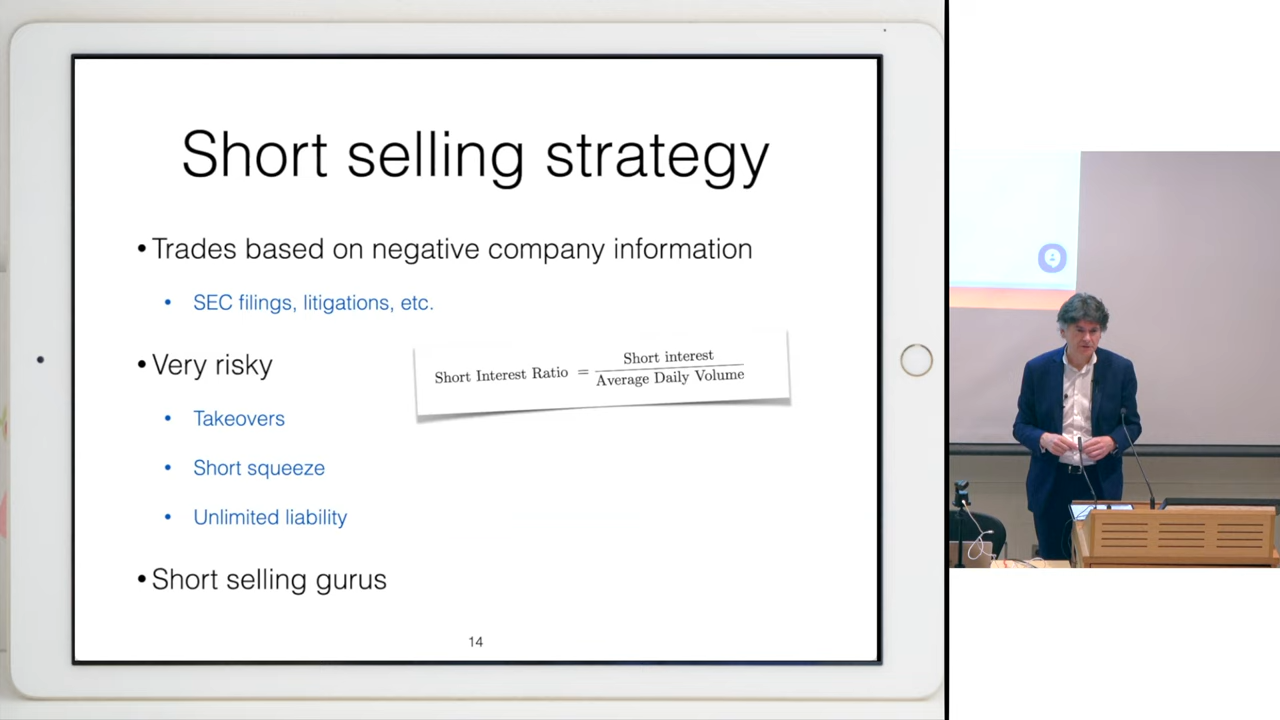 Short selling strategy
• Trades based on negative company information
• SEC filings, litigations, etc.
• Very risky
Short Interest Ratio = Short interest / Average Daily Volume
• Takeovers
• Short squeeze
• Unlimited liability
• Short selling gurus
14